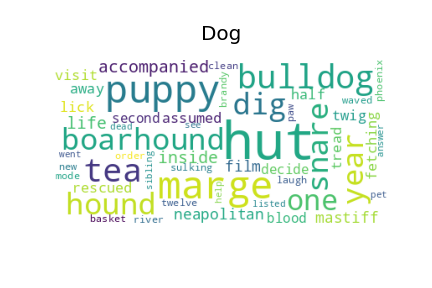 Dog
accompanied clean
visit
puppy
bulldog
phoenix
away
brandy
half
lick
dig
paw
waved
life
second assumed
twig
dead
see
snare
answer
boarhound
hut
tread
fetching
year
went
order
inside
new
tea
sibling
film
decide
mode
sulking
laugh
rescued
marge
help
one
pet
hound
twelve
listed
neapolitan
blood
mastiff
basket
river